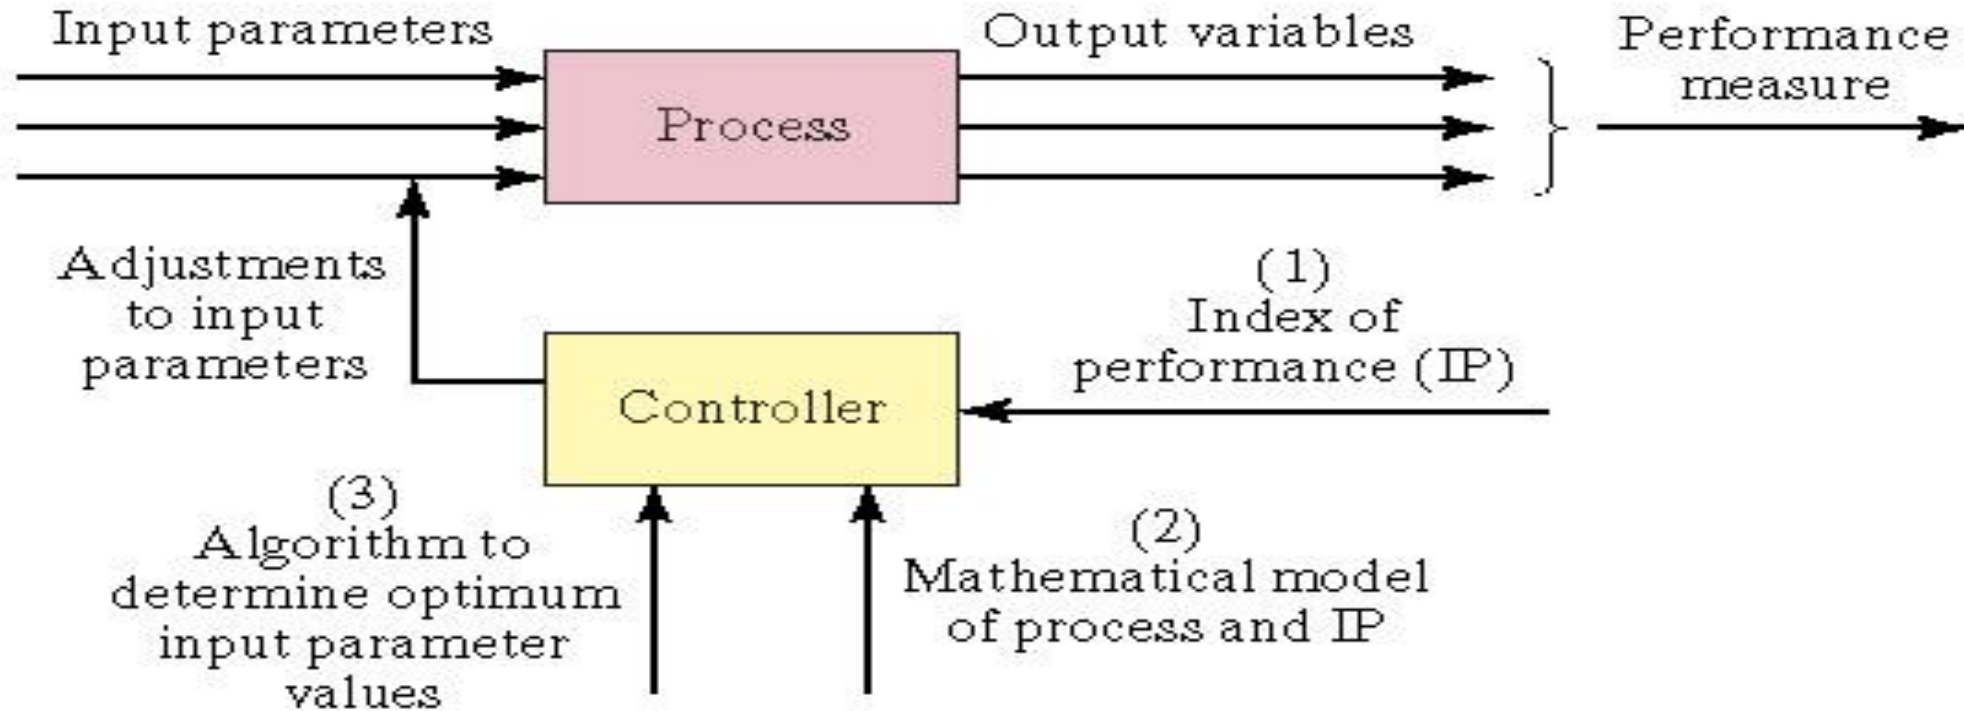 Input parameters
Process
Output variables
Performance
measure
Adjustments
to input
parameters
Controller
(1)
Index of
performance (IP)
(3)
Algorithm to
determine optimum
input parameter
values
(2)
Mathematical model
of process and IP